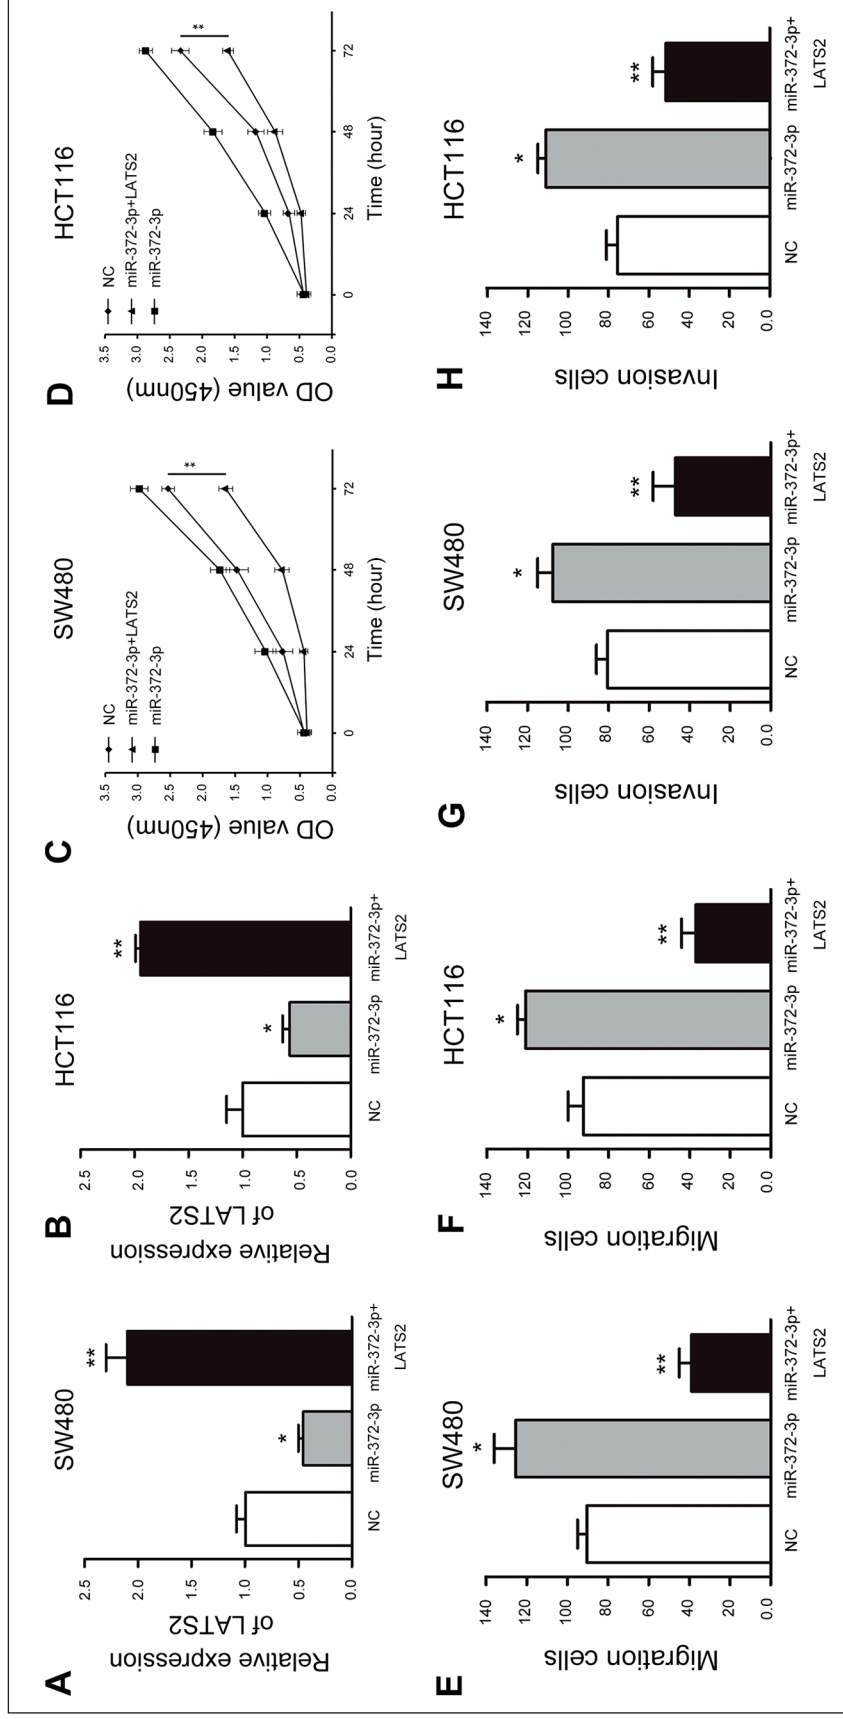 A
SW480
Relative expression
of LATS2
2.5
2.0
1.5
1.0
0.5
0.0
*
**
NC
miR-372-3p
miR-372-3p+
LATS2
B
HCT116
Relative expression
of LATS2
2.5
2.0
1.5
1.0
0.5
0.0
*
**
NC
miR-372-3p
miR-372-3p+
LATS2
C
SW480
OD value (450nm)
3.5
3.0
2.5
2.0
1.5
1.0
0.5
0.0
NC
miR-372-3p+LATS2
miR-372-3p
**
0
24
48
72
Time (hour)
D
HCT116
OD value (450nm)
3.5
3.0
2.5
2.0
1.5
1.0
0.5
0.0
NC
miR-372-3p+LATS2
miR-372-3p
**
0
24
48
72
Time (hour)
E
SW480
Migration cells
140
120
100
80
60
40
20
0.0
*
**
NC
miR-372-3p
miR-372-3p+
LATS2
F
HCT116
Migration cells
140
120
100
80
60
40
20
0.0
*
**
NC
miR-372-3p
miR-372-3p+
LATS2
G
SW480
Invasion cells
140
120
100
80
60
40
20
0.0
*
**
NC
miR-372-3p
miR-372-3p+
LATS2
H
HCT116
Invasion cells
140
120
100
80
60
40
20
0.0
*
**
NC
miR-372-3p
miR-372-3p+
LATS2